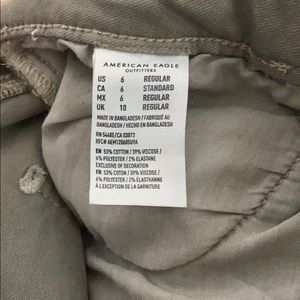 AMERICAN EAGLE
OUTFITTERS
US 6 REGULAR
CA 6 STANDARD
MX 6 REGULAR
UK 10 REGULAR
MADE IN BANGLADESH / FABRIQUÉ AU
BANGLADESH / HECHO EN BANGLADESH
RN 54485/CA 03073
RFC# AEM120605U9A
EN: 53% COTTON / 39% VISCOSE /
6% POLYESTER / 2% ELASTANE
EXCLUSIVE OF DECORATION
FR: 53% COTON / 39% VISCOSE /
6% POLYESTER / 2% ÉLASTHANNE
À L'EXCEPTION DE LA GARNITURE